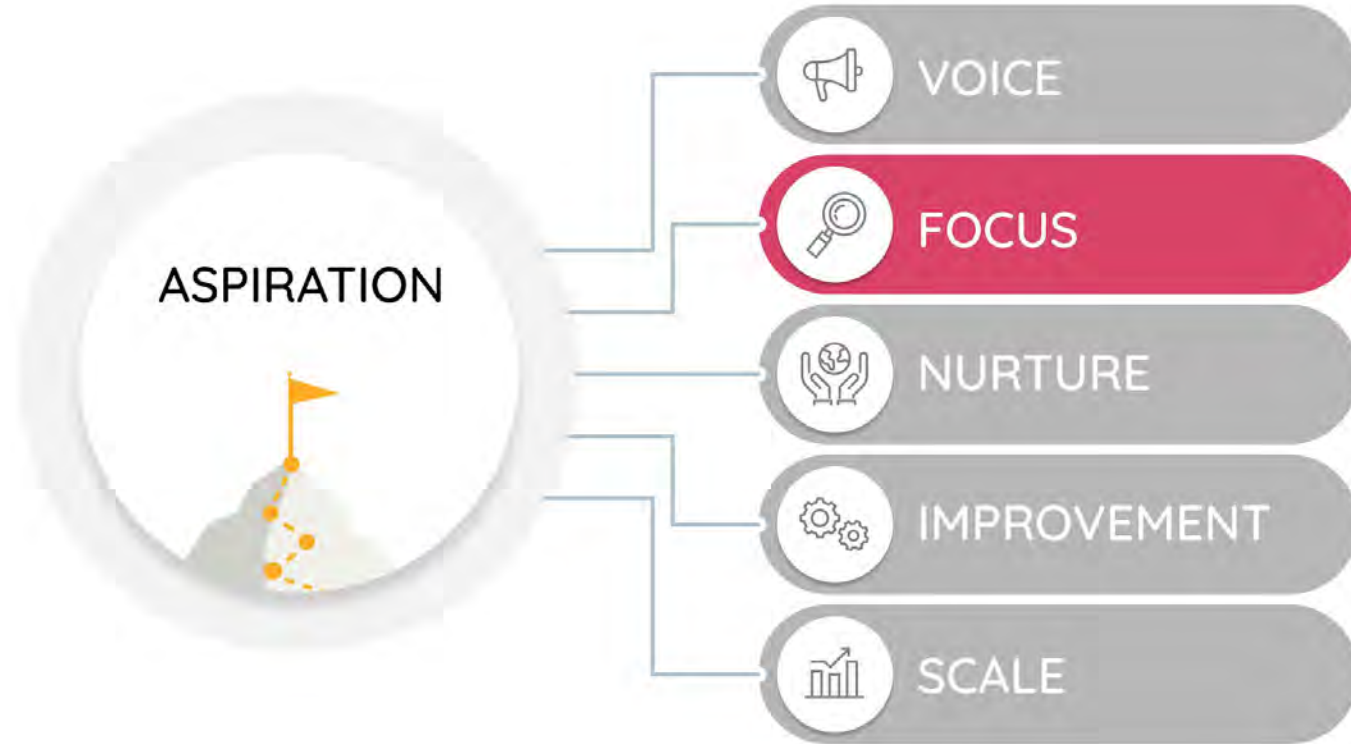 ASPIRATION
VOICE
FOCUS
NURTURE
IMPROVEMENT
SCALE